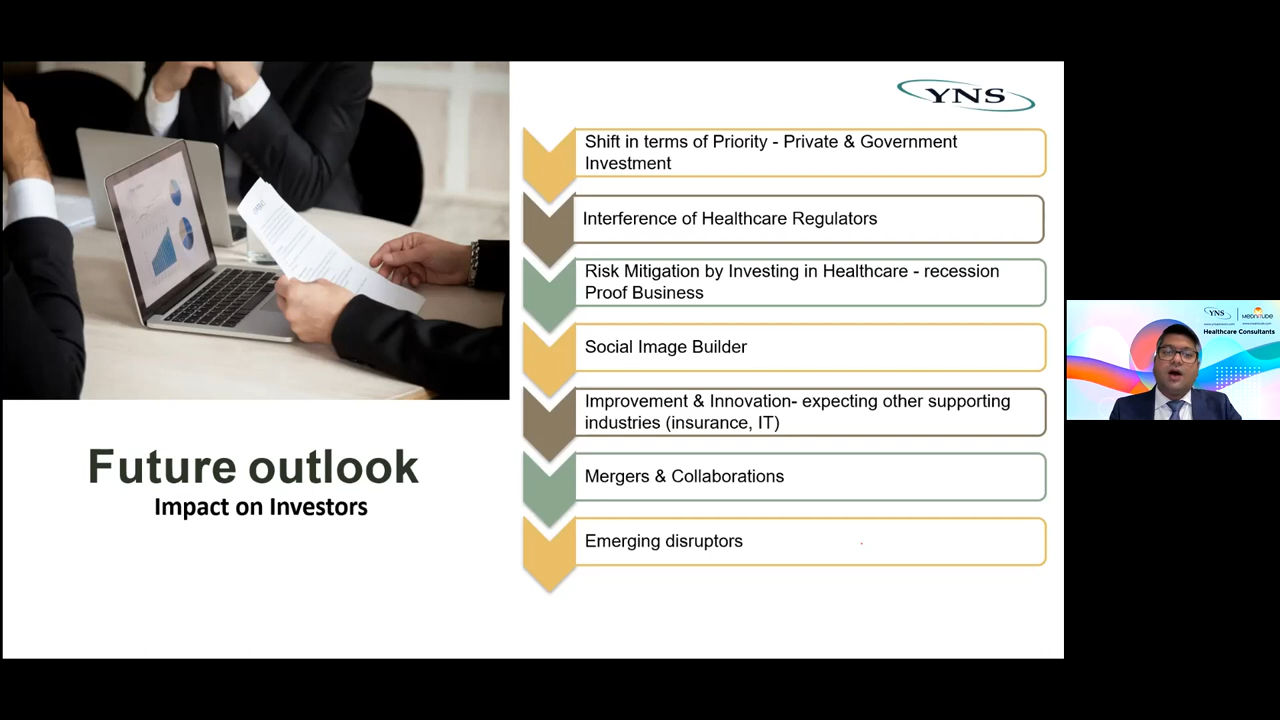 YNS
Shift in terms of Priority - Private & Government
Investment
Interference of Healthcare Regulators
Risk Mitigation by Investing in Healthcare - recession
Proof Business
Social Image Builder
Improvement & Innovation- expecting other supporting
industries (insurance, IT)
Mergers & Collaborations
Emerging disruptors
Future outlook
Impact on Investors
YNS
Healthcare Consultants